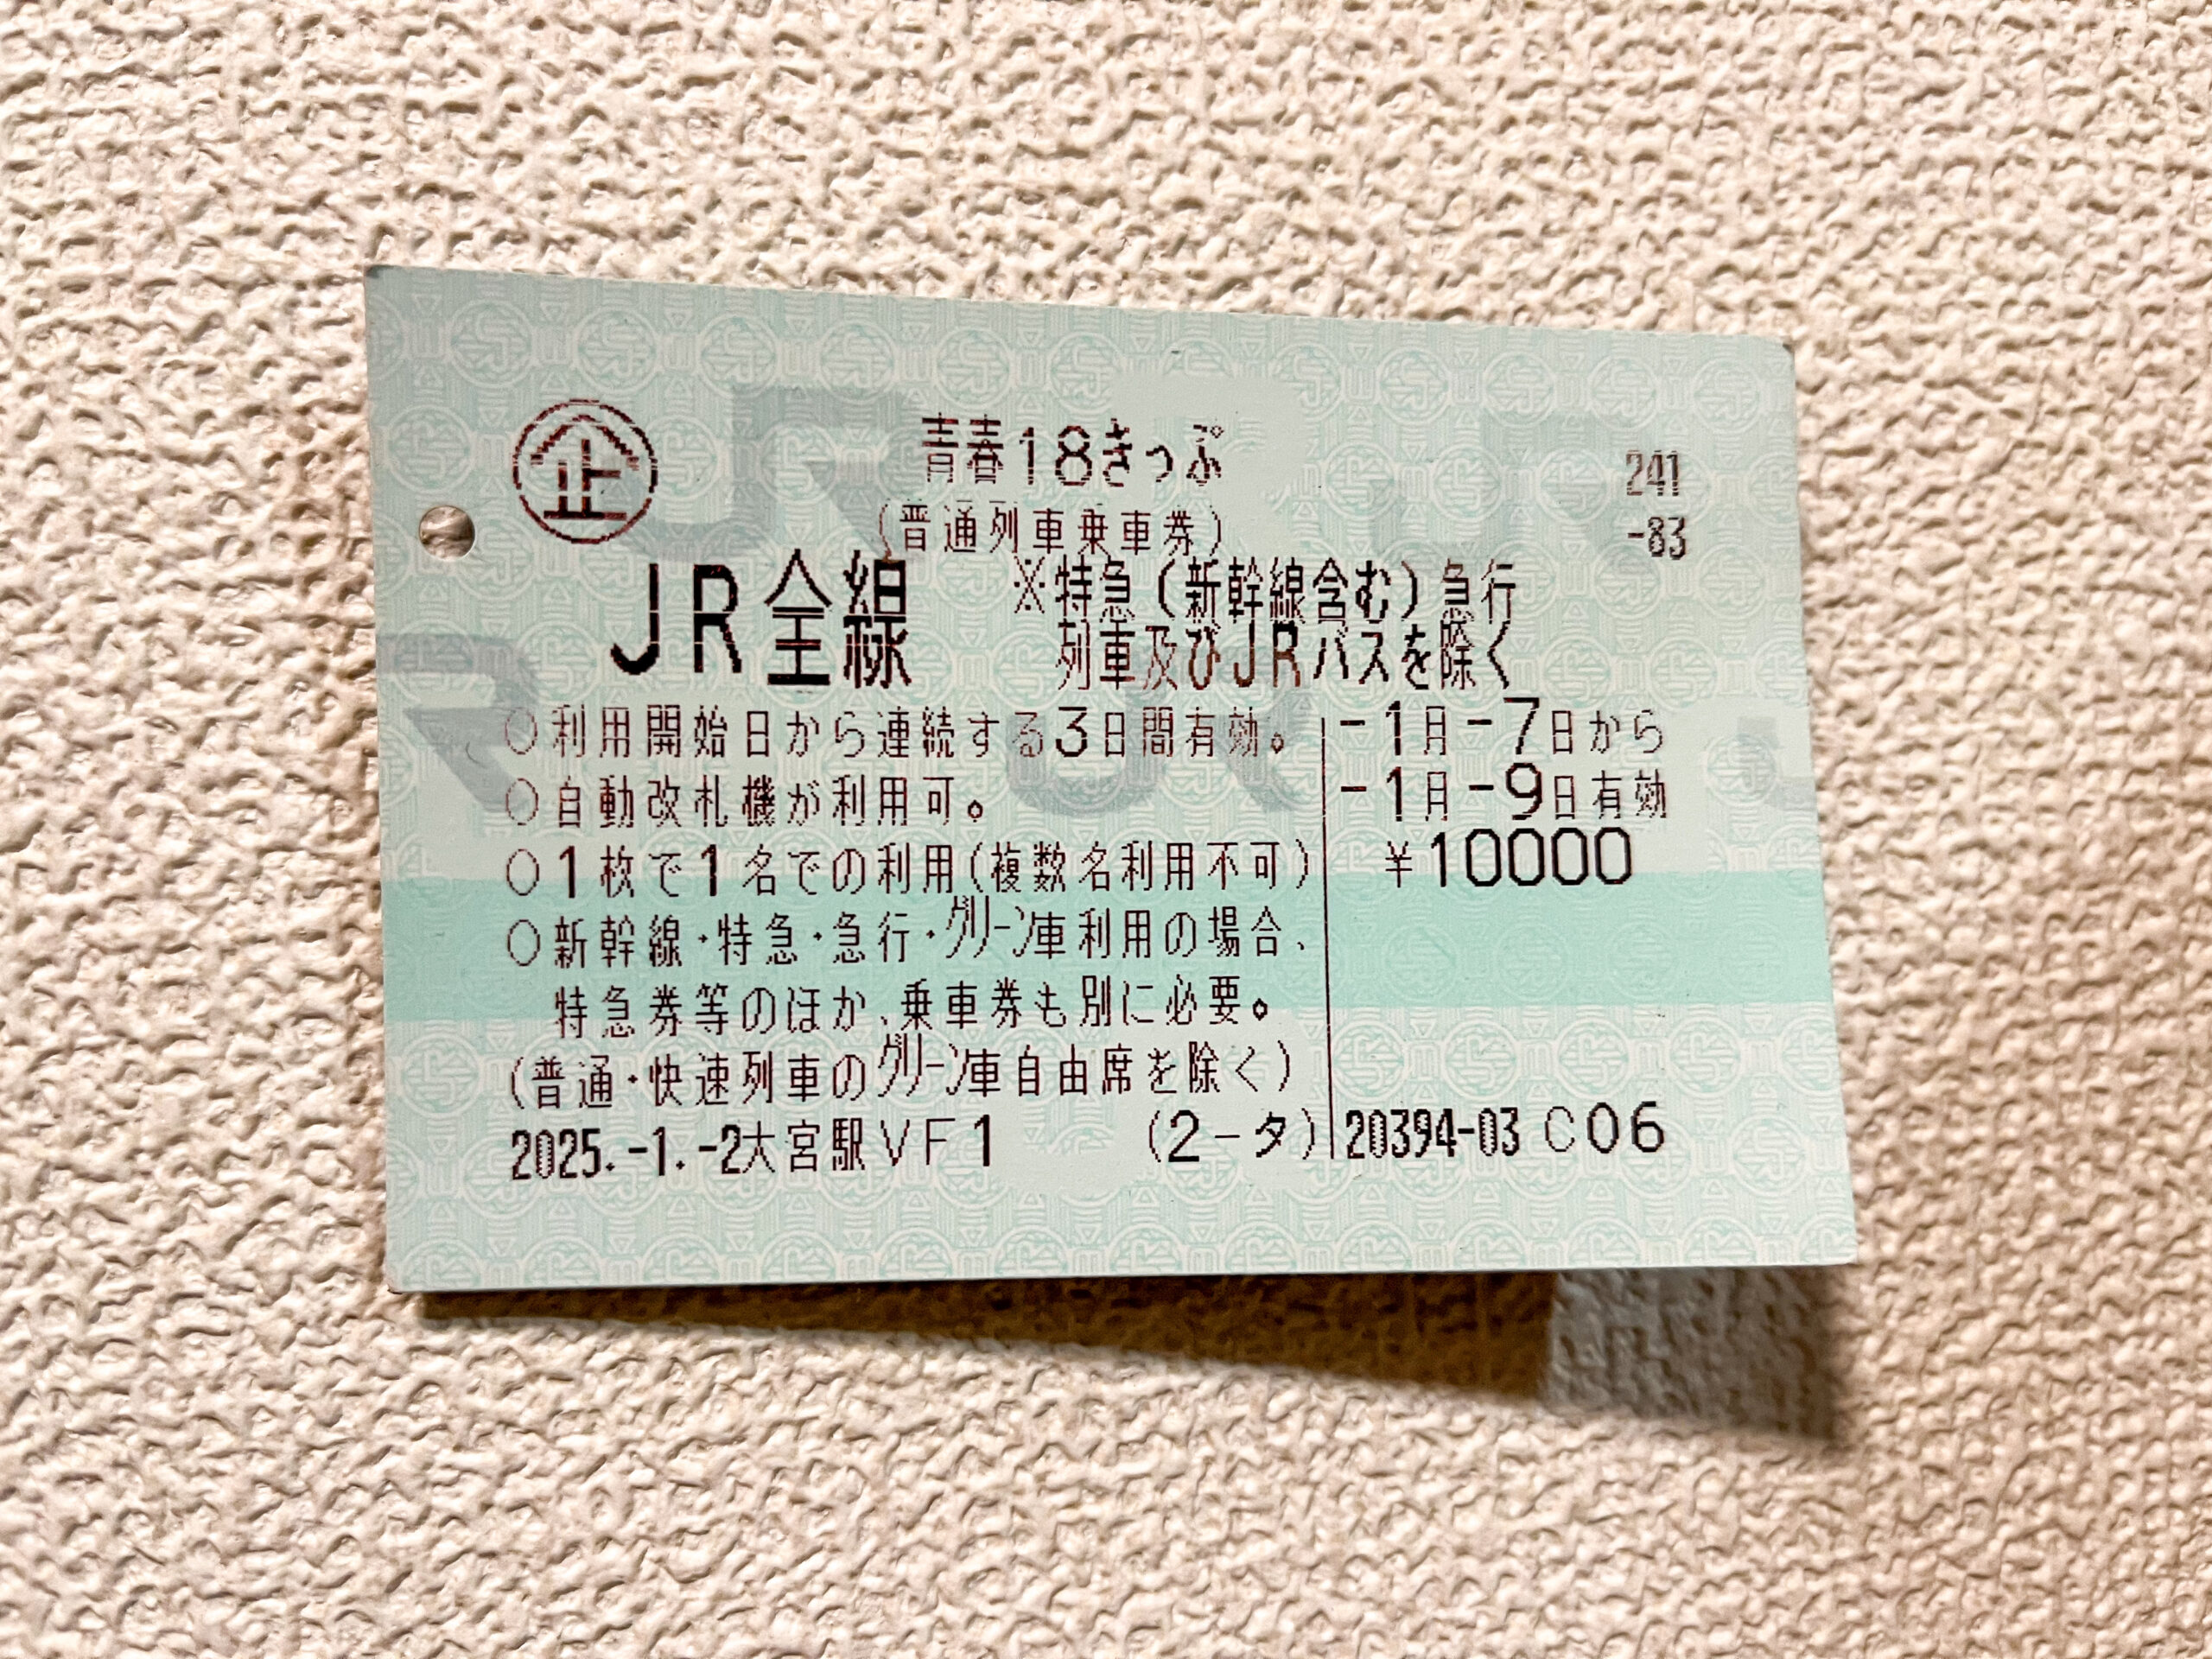 企 青春18きっぷ 241
(普通列車乗車券) -83
JR全線 ※特急(新幹線含む)急行
列車及びJRバスを除く
○利用開始日から連続する3日間有効。 -1月-7日から
○自動改札機が利用可。 -1月-9日有効
○1枚で1名での利用(複数名利用不可) ¥10000
○新幹線・特急・急行・グリーン車利用の場合、
特急券等のほか、乗車券も別に必要。
(普通・快速列車のグリーン車自由席を除く)
2025.-1.-2大宮駅VF1 (2-タ) 20394-03 C06